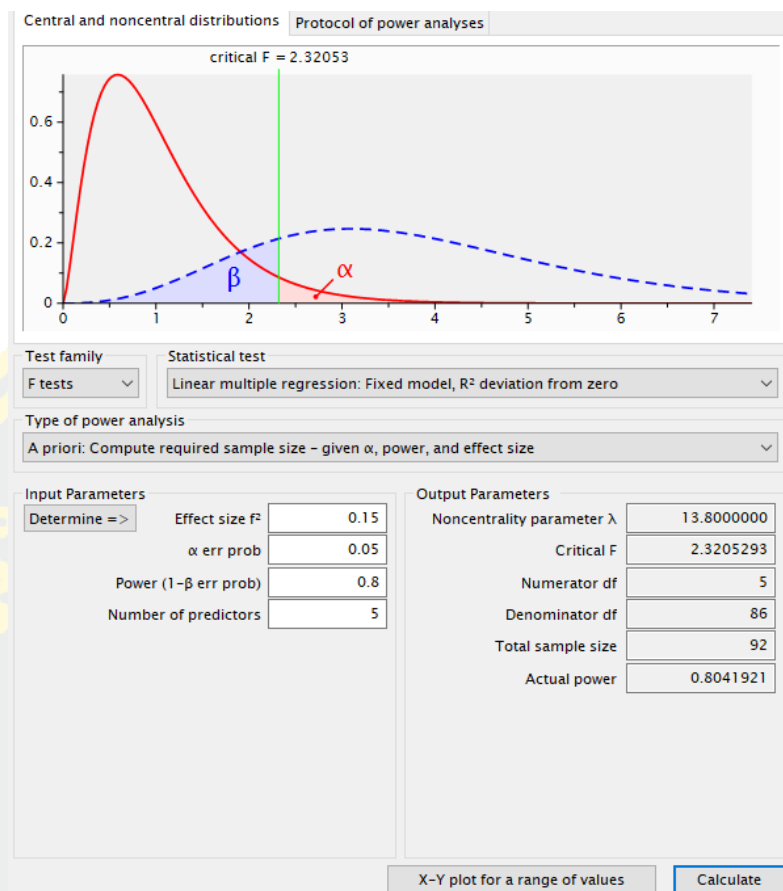 Central and noncentral distributions Protocol of power analyses
critical F = 2.32053
0.6
0.4
0.2
0
β
α
0 1 2 3 4 5 6 7
Test family Statistical test
F tests Linear multiple regression: Fixed model, R² deviation from zero
Type of power analysis
A priori: Compute required sample size – given α, power, and effect size
Input Parameters
Determine => Effect size f² 0.15
α err prob 0.05
Power (1-β err prob) 0.8
Number of predictors 5
Output Parameters
Noncentrality parameter λ 13.8000000
Critical F 2.3205293
Numerator df 5
Denominator df 86
Total sample size 92
Actual power 0.8041921
X-Y plot for a range of values Calculate